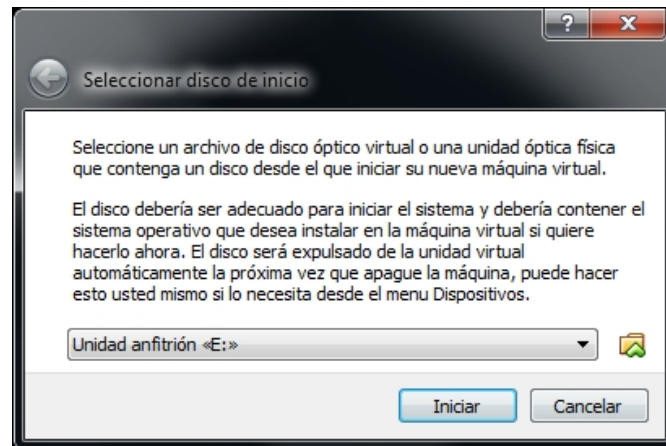 Seleccionar disco de inicio
Seleccione un archivo de disco óptico virtual o una unidad óptica física
que contenga un disco desde el que iniciar su nueva máquina virtual.
El disco debería ser adecuado para iniciar el sistema y debería contener el
sistema operativo que desea instalar en la máquina virtual si quiere
hacerlo ahora. El disco será expulsado de la unidad virtual
automáticamente la próxima vez que apague la máquina, puede hacer
esto usted mismo si lo necesita desde el menu Dispositivos.
Unidad anfitrión «E:»
Iniciar Cancelar